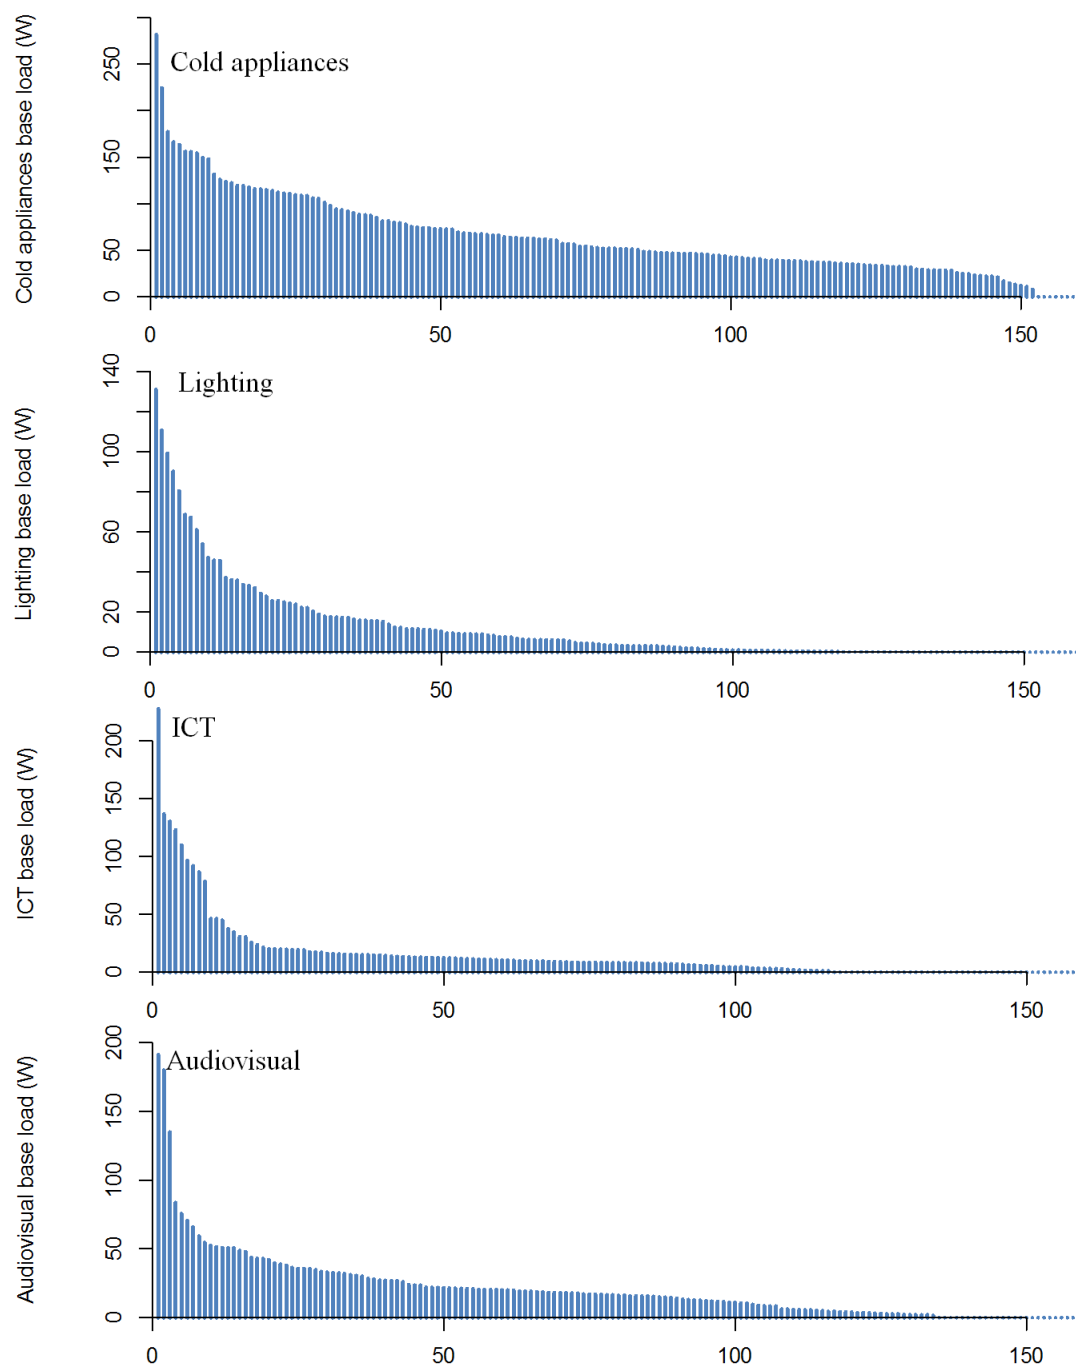 Cold appliances base load (W)
250
150
50
0
Cold appliances
0 50 100 150
Lighting base load (W)
140
100
60
20
0
Lighting
0 50 100 150
ICT base load (W)
200
150
100
50
0
ICT
0 50 100 150
Audiovisual base load (W)
200
150
100
50
0
Audiovisual
0 50 100 150